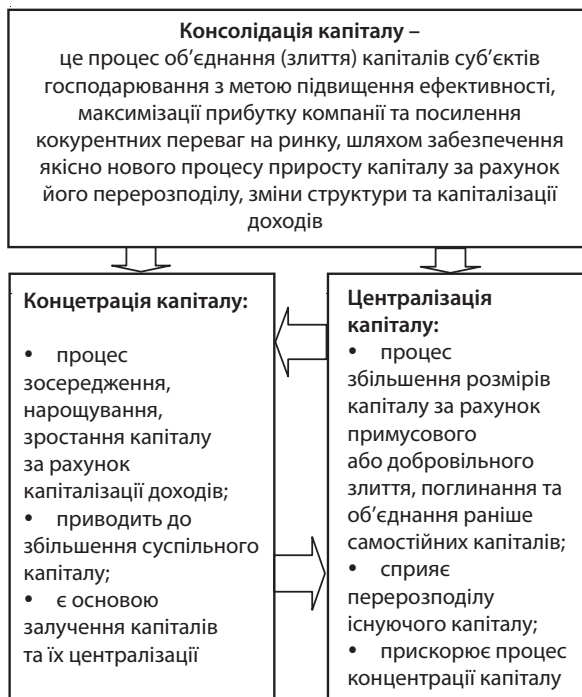 Консолідація капіталу –
це процес об’єднання (злиття) капіталів суб’єктів
господарювання з метою підвищення ефективності,
максимізації прибутку компанії та посилення
кокурентних переваг на ринку, шляхом забезпечення
якісно нового процесу приросту капіталу за рахунок
його перерозподілу, зміни структури та капіталізації
доходів
Концетрація капіталу:
• процес
зосередження,
нарощування,
зростання капіталу
за рахунок
капіталізації доходів;
• приводить до
збільшення суспільного
капіталу;
• є основою
залучення капіталів
та їх централізації
Централізація
капіталу:
• процес
збільшення розмірів
капіталу за рахунок
примусового
або добровільного
злиття, поглинання та
об’єднання раніше
самостійних капіталів;
• сприяє
перерозподілу
існуючого капіталу;
• прискорює процес
концентрації капіталу